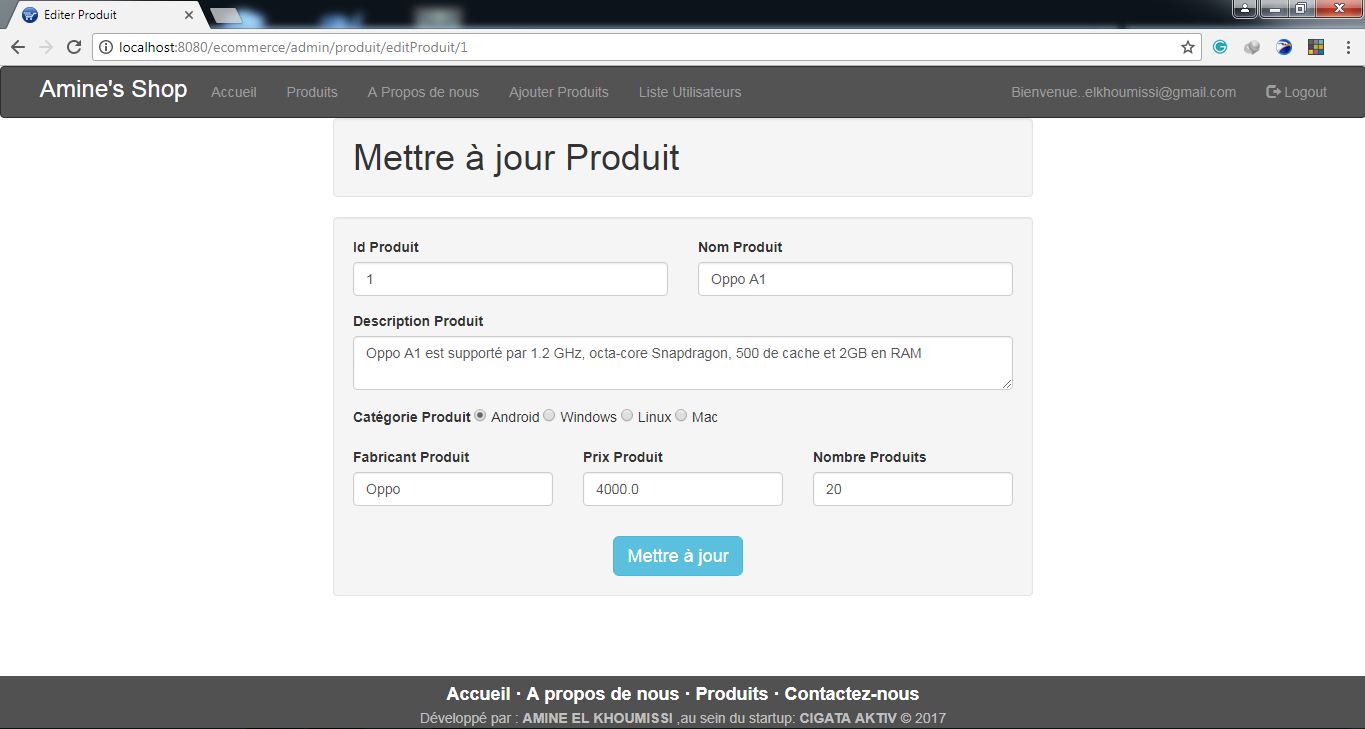 Editer Produit
localhost:8080/ecommerce/admin/produit/editProduit/1
Amine's Shop Accueil Produits A Propos de nous Ajouter Produits Liste Utilisateurs Bienvenue..elkhoumissi@gmail.com Logout
Mettre à jour Produit
Id Produit Nom Produit
1 Oppo A1
Description Produit
Oppo A1 est supporté par 1.2 GHz, octa-core Snapdragon, 500 de cache et 2GB en RAM
Catégorie Produit Android Windows Linux Mac
Fabricant Produit Prix Produit Nombre Produits
Oppo 4000.0 20
Mettre à jour
Accueil · A propos de nous · Produits · Contactez-nous
Développé par : AMINE EL KHOUMISSI ,au sein du startup: CIGATA AKTIV © 2017